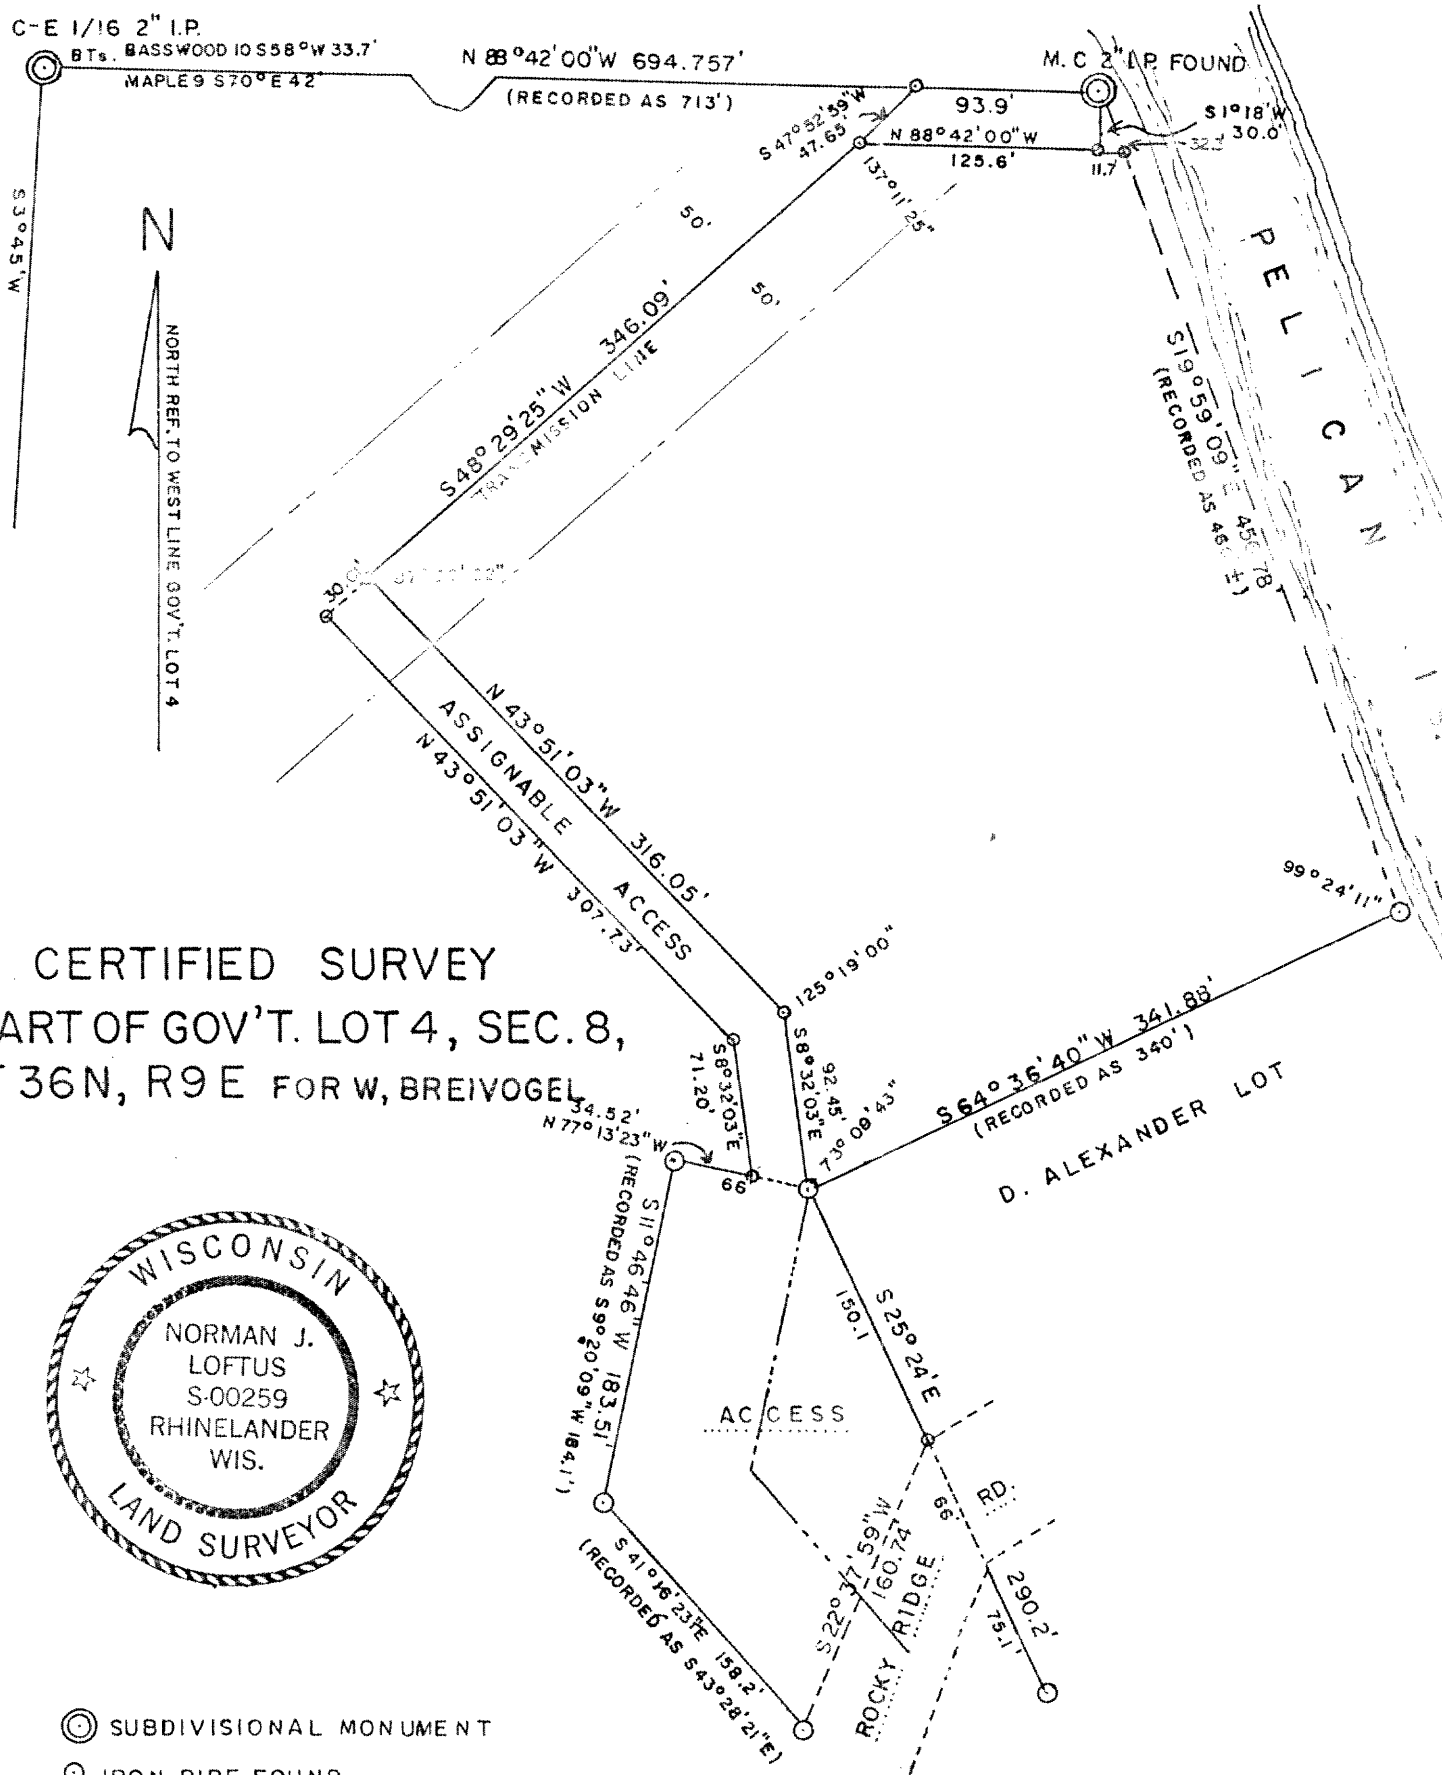 C-E 1/16 2" I.P.
BTs. BASSWOOD 10 S58°W 33.7'
MAPLE 9 S70°E 42'
N 88°42'00"W 694.757'
(RECORDED AS 713')
M.C 2" I.P. FOUND
93.9'
S1°18'W
30.0'
S 47°52'59"W
47.65'
N 88°42'00"W
125.6'
11.7
137°11'25"
S 3°45'W
N
NORTH REF. TO WEST LINE GOV'T. LOT 4
50'
50'
S 48°29'25"W 346.09'
TRANSMISSION LINE
PELICAN
S19°59'09"E
(RECORDED AS
30.0'
N 43°51'03"W 316.05'
ASSIGNABLE ACCESS
N 43°51'03"W 307.73'
99°24'11"
125°19'00"
CERTIFIED SURVEY
ART OF GOV'T. LOT 4, SEC. 8,
36N, R9E FOR W, BREIVOGEL
S8°32'03"E
71.20'
92.45'
S8°32'03"E
73°09'43"
S 64°36'40"W 341.88'
(RECORDED AS 340')
D. ALEXANDER LOT
34.52'
N 77°13'23"W
66
S 11°46'46"W 183.51'
(RECORDED AS S9°20'09"W 184.1')
S 25°24'E
150.1
ACCESS
WISCONSIN
NORMAN J.
LOFTUS
S-00259
RHINELANDER
WIS.
LAND SURVEYOR
S 41°16'23"E 158.2'
(RECORDED AS S43°28'21"E)
S 22°37'59"W
160.74'
ROCKY RIDGE
RD.
66'
290.2'
75.1'
SUBDIVISIONAL MONUMENT
IRON PIPE FOUND